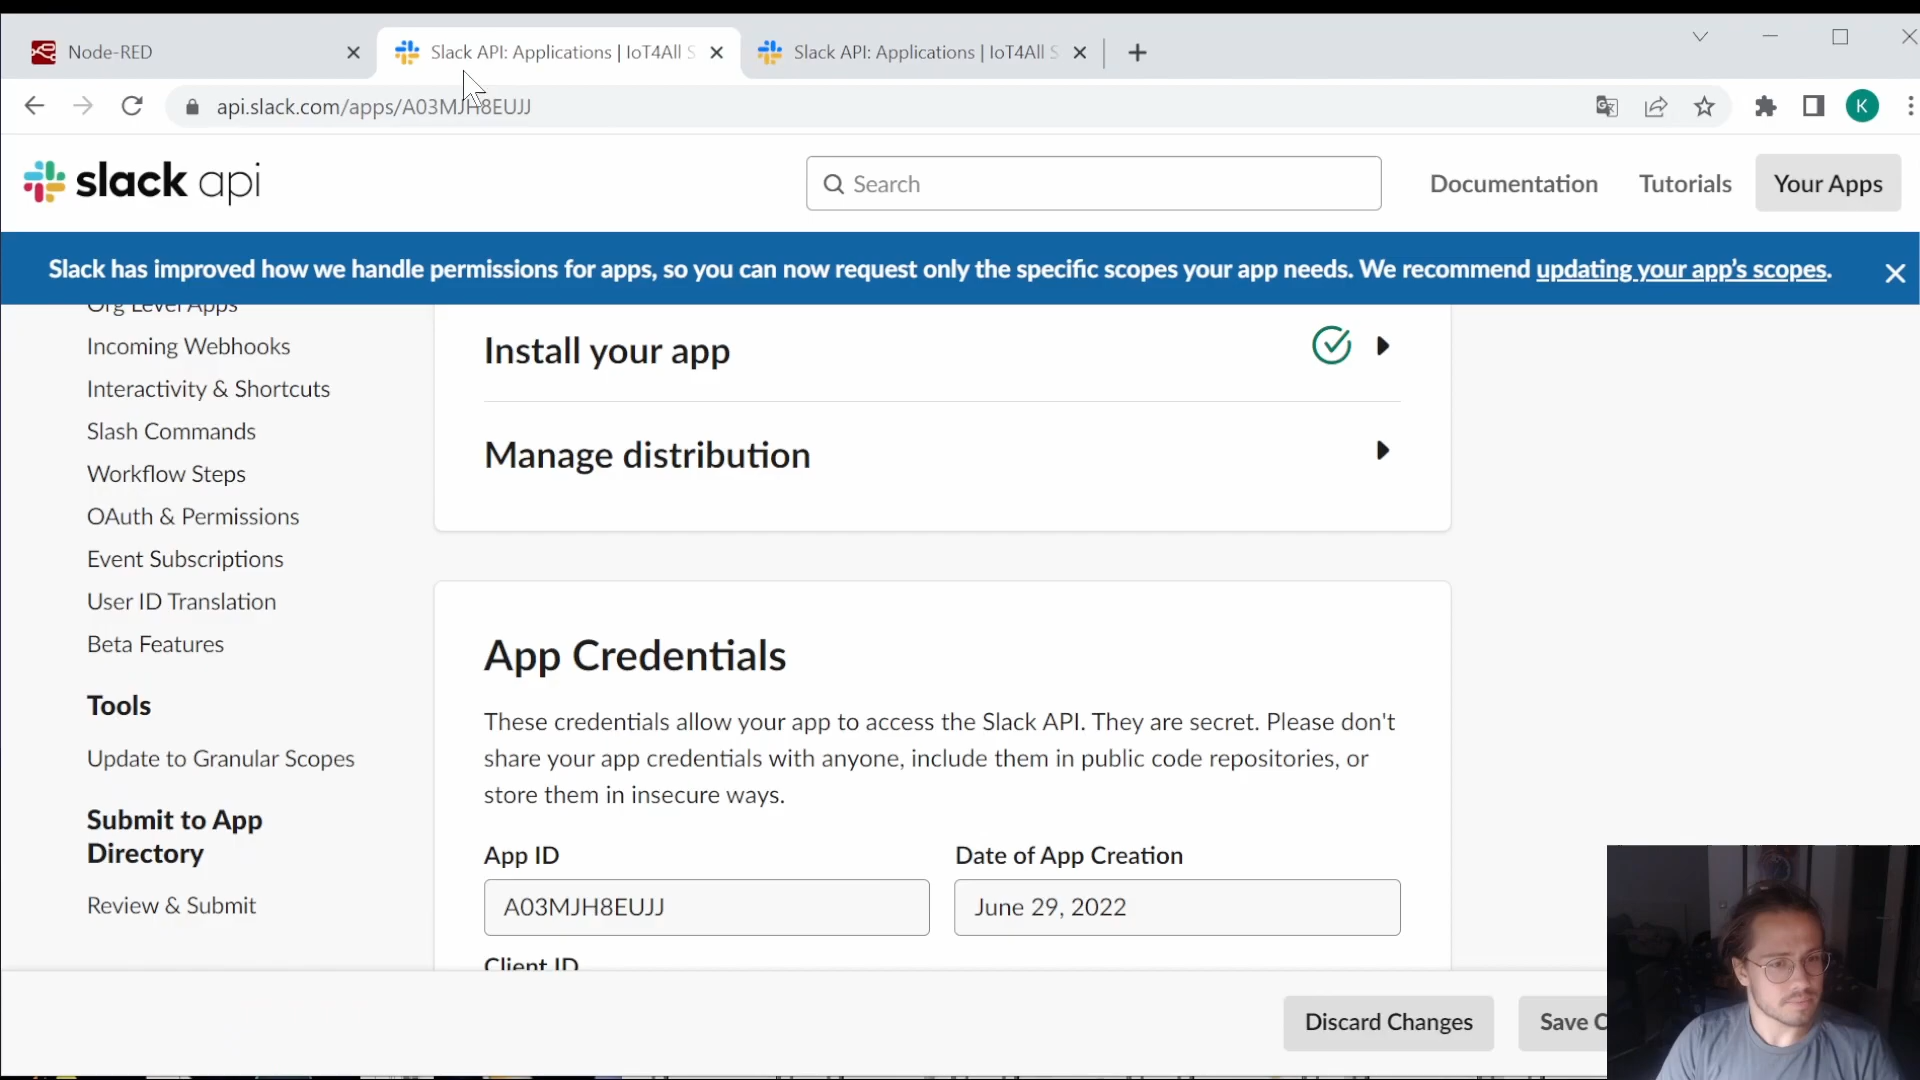 Node-RED
Slack API: Applications | IoT4All S
Slack API: Applications | IoT4All S
api.slack.com/apps/A03MJH8EUJJ
K
slack api
Search
Documentation
Tutorials
Your Apps
Slack has improved how we handle permissions for apps, so you can now request only the specific scopes your app needs. We recommend updating your app's scopes.
Org Level Apps
Incoming Webhooks
Interactivity & Shortcuts
Slash Commands
Workflow Steps
OAuth & Permissions
Event Subscriptions
User ID Translation
Beta Features
Tools
Update to Granular Scopes
Submit to App
Directory
Review & Submit
Install your app
Manage distribution
App Credentials
These credentials allow your app to access the Slack API. They are secret. Please don't
share your app credentials with anyone, include them in public code repositories, or
store them in insecure ways.
App ID
Date of App Creation
A03MJH8EUJJ
June 29, 2022
Client ID
Discard Changes
Save C